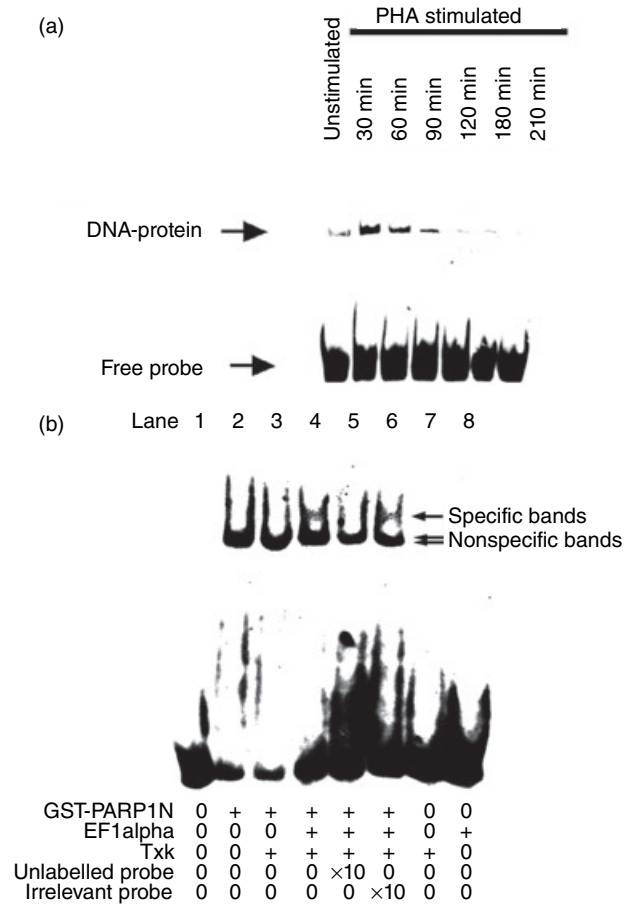 (a)
PHA stimulated
Unstimulated
30 min
60 min
90 min
120 min
180 min
210 min
DNA-protein
Free probe
(b)
Lane 1 2 3 4 5 6 7 8
Specific bands
Nonspecific bands
GST-PARP1N 0 + + + + + 0 0
EF1alpha 0 0 0 + + + 0 +
Txk 0 0 + + + + + 0
Unlabelled probe 0 0 0 0 ×10 0 0 0
Irrelevant probe 0 0 0 0 0 ×10 0 0